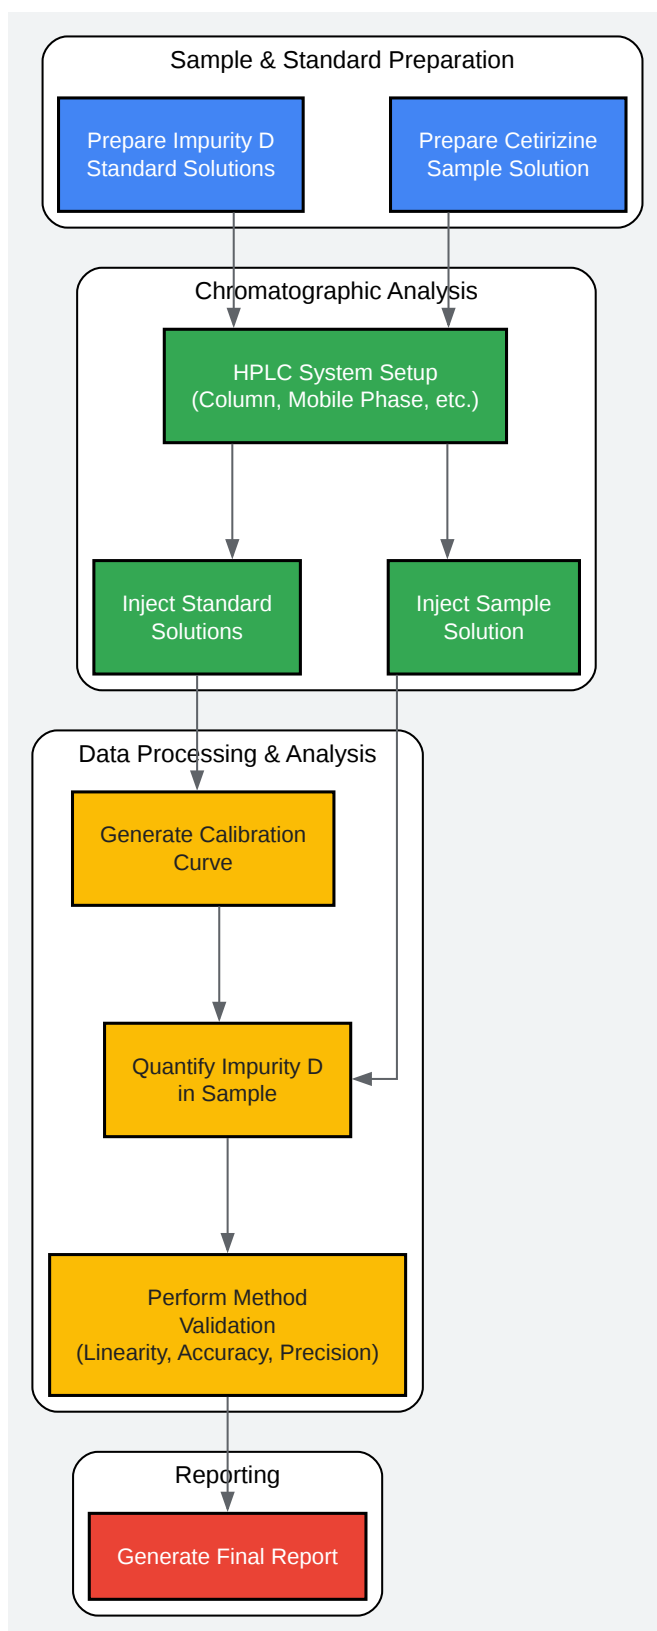 Sample & Standard Preparation
Prepare Impurity D
Standard Solutions
Prepare Cetirizine
Sample Solution
Chromatographic Analysis
HPLC System Setup
(Column, Mobile Phase, etc.)
Inject Standard
Solutions
Inject Sample
Solution
Data Processing & Analysis
Generate Calibration
Curve
Quantify Impurity D
in Sample
Perform Method
Validation
(Linearity, Accuracy, Precision)
Reporting
Generate Final Report